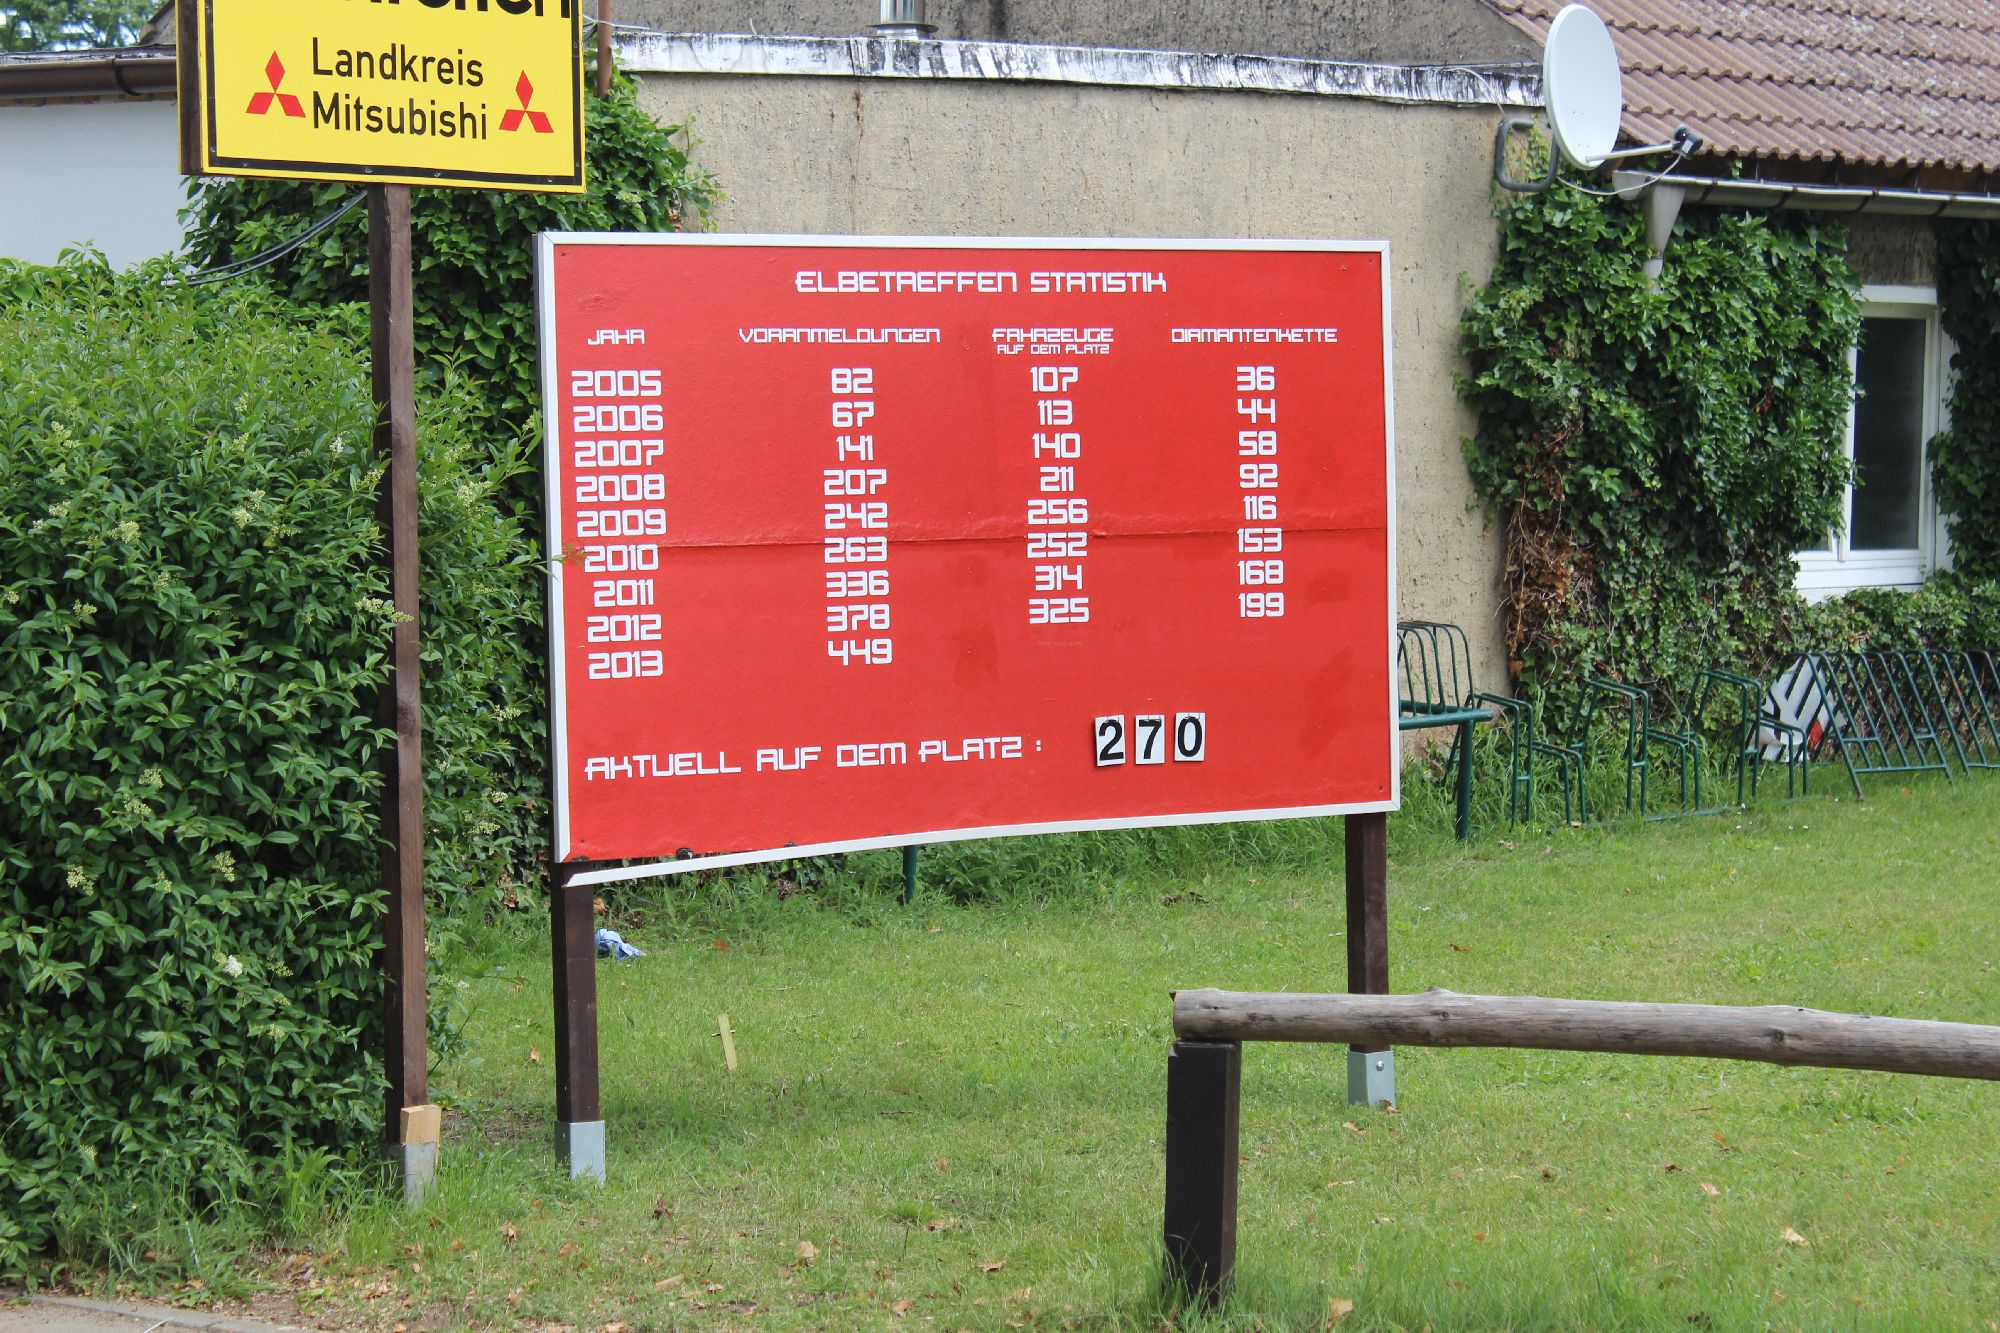 Landkreis
Mitsubishi
ELBETREFFEN STATISTIK
JAHR VORANMELDUNGEN FAHRZEUGE DIAMANTENKETTE
AUF DEM PLATZ
2005 82 107 36
2006 67 113 44
2007 141 140 58
2008 207 211 92
2009 242 256 116
2010 263 252 153
2011 336 314 168
2012 378 325 199
2013 449
AKTUELL AUF DEM PLATZ : 270